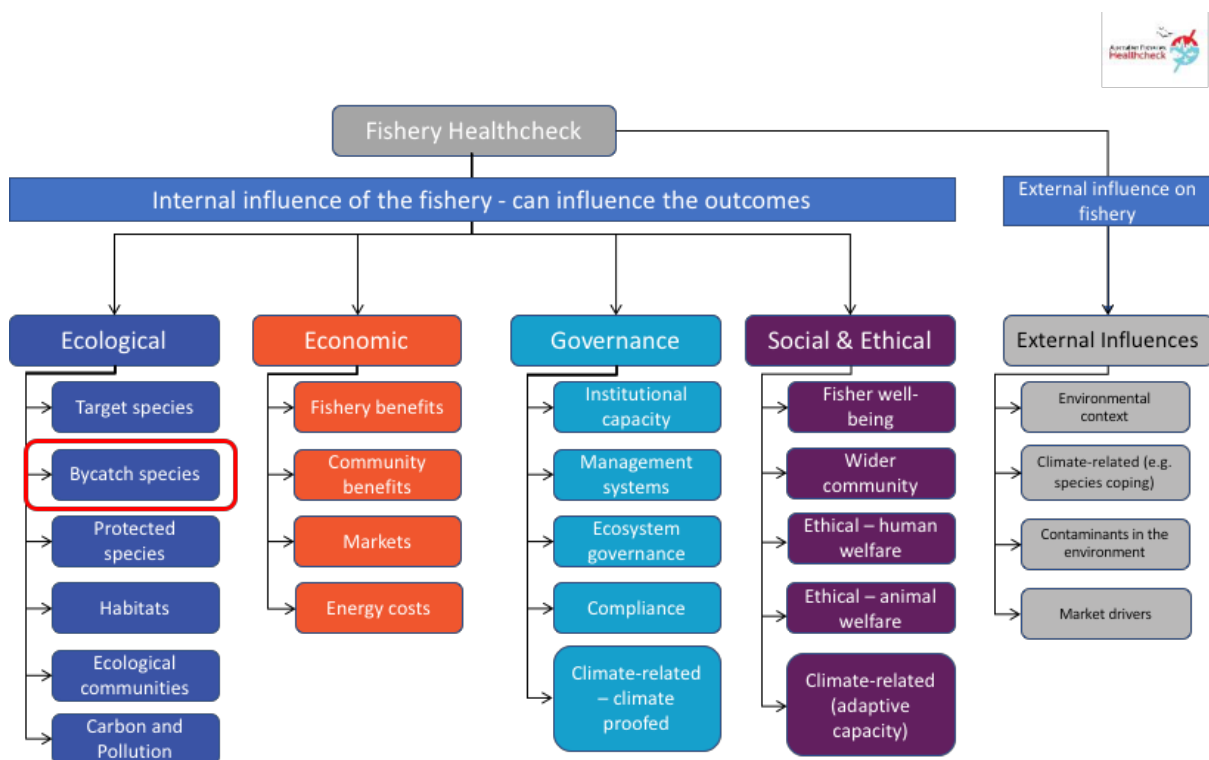 Australian Fisheries
Healthcheck
Fishery Healthcheck
Internal influence of the fishery - can influence the outcomes
External influence on
fishery
Ecological
Economic
Governance
Social & Ethical
External Influences
Target species
Bycatch species
Protected
species
Habitats
Ecological
communities
Carbon and
Pollution
Fishery benefits
Community
benefits
Markets
Energy costs
Institutional
capacity
Management
systems
Ecosystem
governance
Compliance
Climate-related
– climate
proofed
Fisher well-
being
Wider
community
Ethical – human
welfare
Ethical – animal
welfare
Climate-related
(adaptive
capacity)
Environmental
context
Climate-related (e.g.
species coping)
Contaminants in the
environment
Market drivers